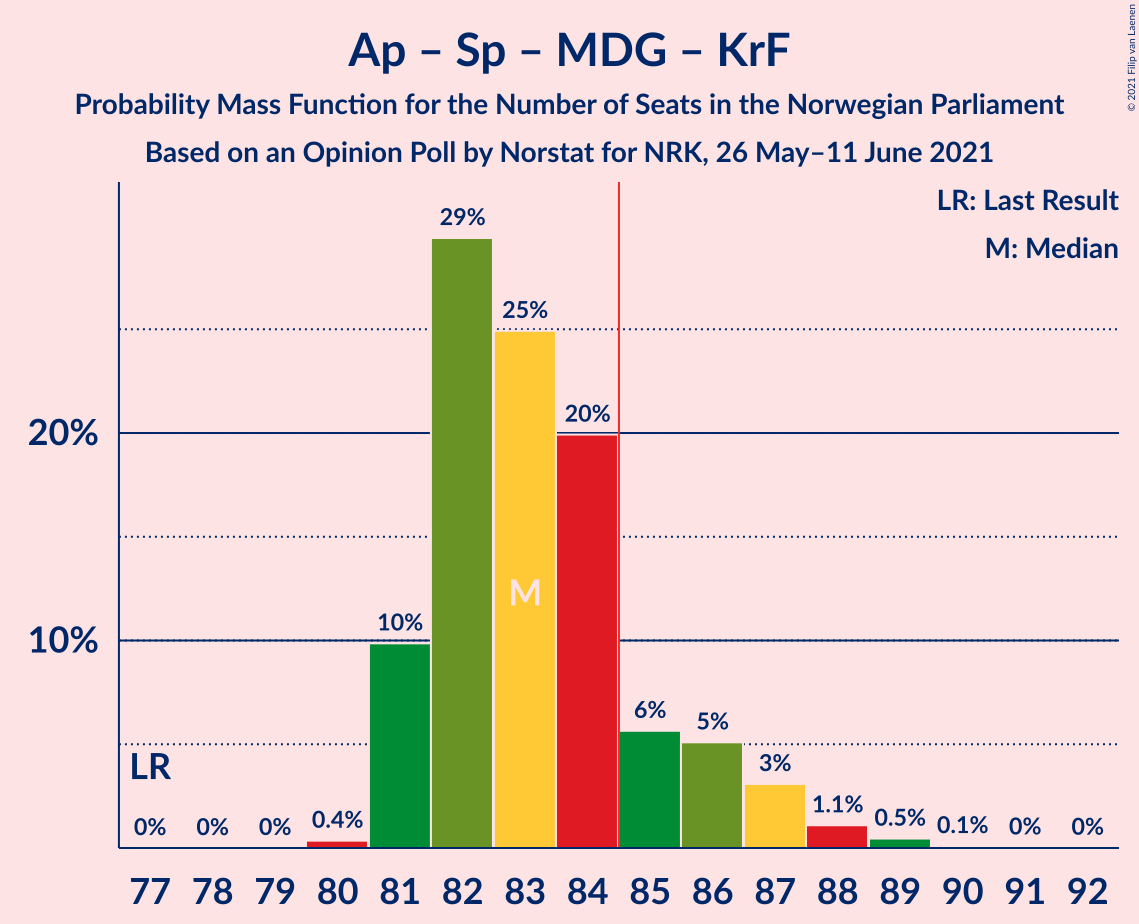 Ap – Sp – MDG – KrF
Probability Mass Function for the Number of Seats in the Norwegian Parliament
Based on an Opinion Poll by Norstat for NRK, 26 May–11 June 2021
© 2021 Filip van Laenen
LR: Last Result
M: Median
29%
25%
20%
20%
M
10%
10%
6%
5%
LR
3%
0%
0%
0%
0.4%
1.1%
0.5%
0.1%
0%
0%
77 78 79 80 81 82 83 84 85 86 87 88 89 90 91 92